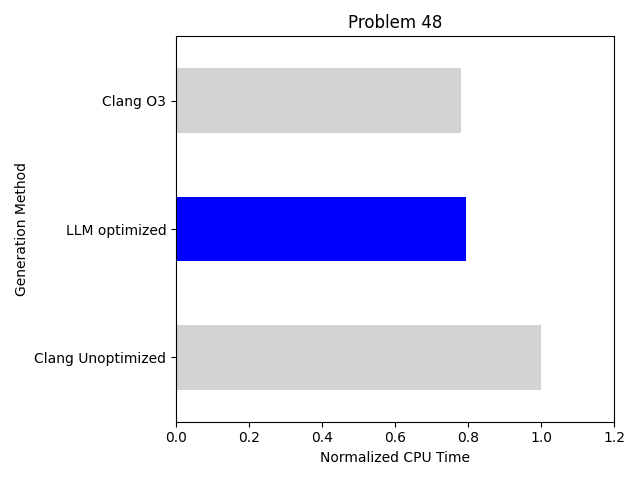 Problem 48
Generation Method
Clang O3
LLM optimized
Clang Unoptimized
0.0 0.2 0.4 0.6 0.8 1.0 1.2
Normalized CPU Time